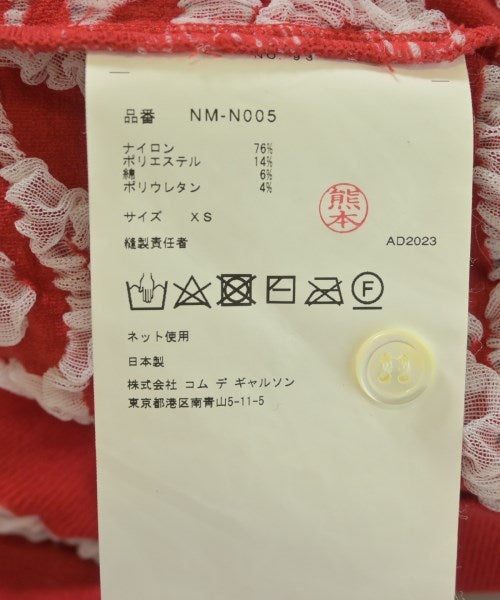 NO. 93
品番 NM-N005
ナイロン 76%
ポリエステル 14%
綿 6%
ポリウレタン 4%
サイズ XS
熊本
縫製責任者 AD2023
F
ネット使用
日本製
株式会社 コム デ ギャルソン
東京都港区南青山5-11-5